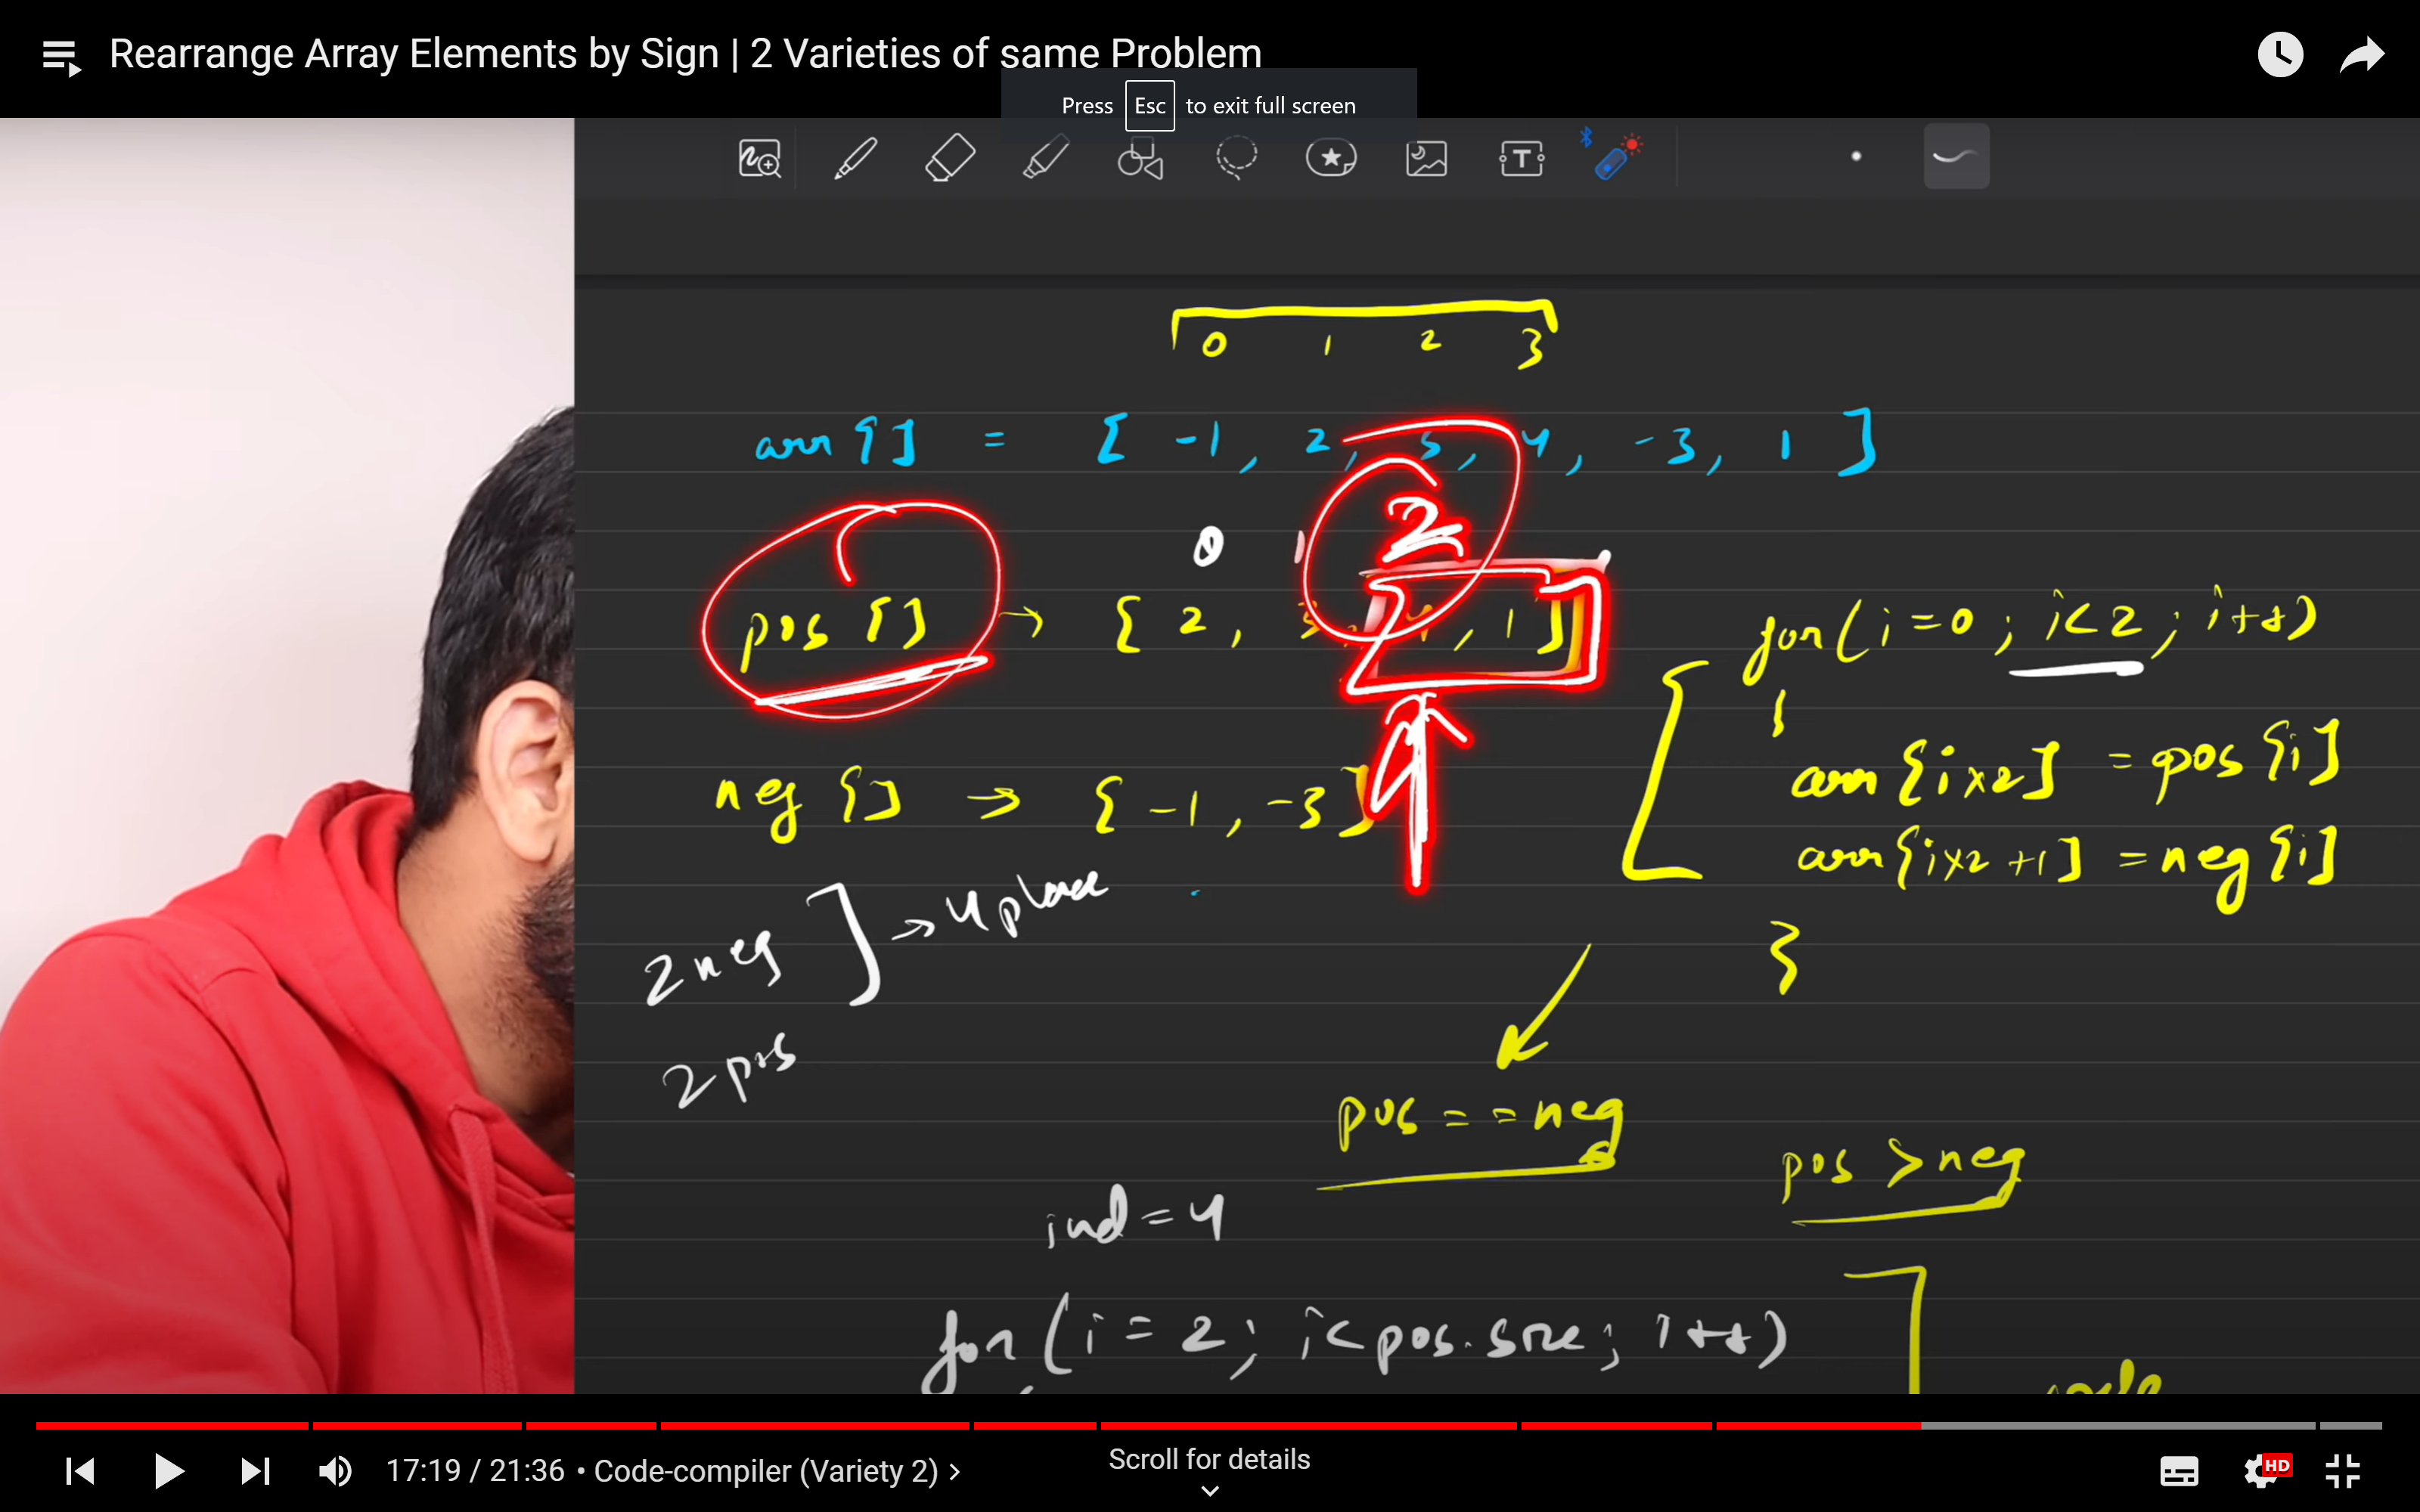 Rearrange Array Elements by Sign | 2 Varieties of same Problem
Press Esc to exit full screen
0 1 2 3
arr [] = [ -1, 2, 3, 4, -3, 1 ]
0 1 2
pos [] → [ 2, 3, 4, 1 ]
for(i=0; i<2; i++)
{
arr [i×2] = pos [i]
neg [] → [ -1, -3 ]
arr [i×2 +1] = neg [i]
2 neg ] → 4 place
}
2 pos
pos == neg
pos > neg
ind = 4
for(i = 2; i< pos.size; i++)
17:19 / 21:36 • Code-compiler (Variety 2) >
Scroll for details
HD